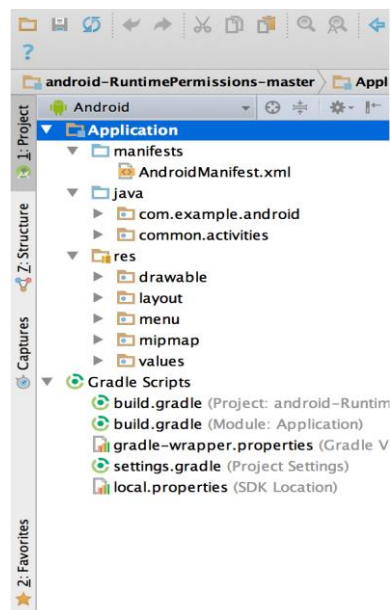 ?
android-RuntimePermissions-master Appl
Android
1: Project
Application
manifests
AndroidManifest.xml
java
com.example.android
common.activities
Z: Structure
res
drawable
layout
menu
mipmap
values
Captures
Gradle Scripts
build.gradle (Project: android-Runtim
build.gradle (Module: Application)
gradle-wrapper.properties (Gradle V
settings.gradle (Project Settings)
local.properties (SDK Location)
2: Favorites